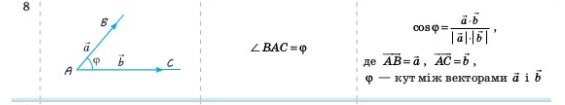 8
B
a⃗
φ
b⃗
A
C
∠ BAC = φ
cos φ = (a⃗ · b⃗) / (|a⃗| · |b⃗|) ,
де AB⃗ = a⃗ , AC⃗ = b⃗ ,
φ — кут між векторами a⃗ і b⃗